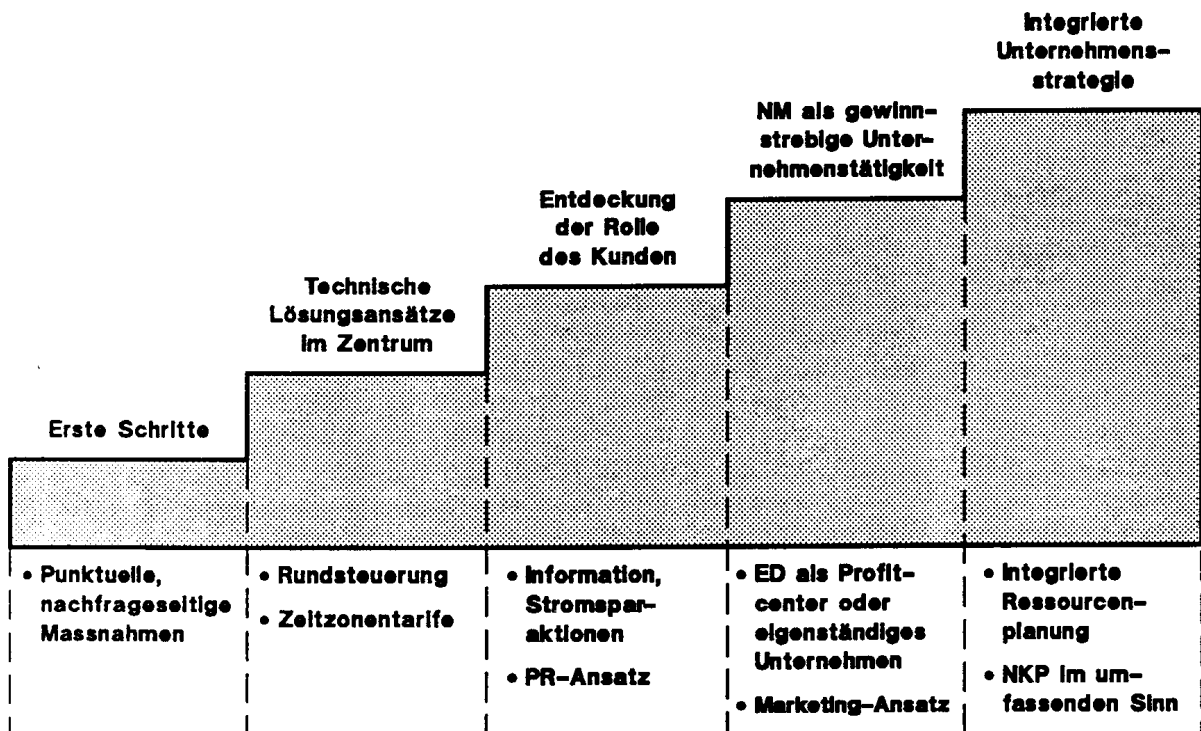 Integrierte
Unternehmens-
strategie
NM als gewinn-
strebige Unter-
nehmenstätigkeit
Entdeckung
der Rolle
des Kunden
Technische
Lösungsansätze
im Zentrum
Erste Schritte
• Punktuelle,
nachfrageseitige
Massnahmen
• Rundsteuerung
• Zeitzonentarife
• Information,
Stromspar-
aktionen
• PR-Ansatz
• ED als Profit-
center oder
eigenständiges
Unternehmen
• Marketing-Ansatz
• Integrierte
Ressourcen-
planung
• NKP im um-
fassenden Sinn